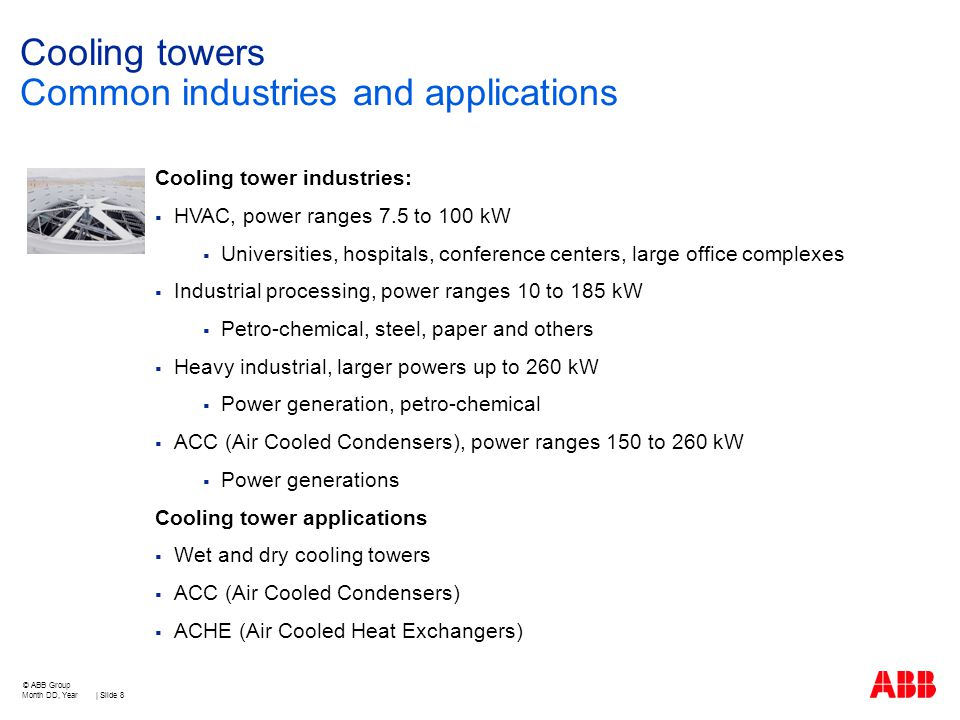 Cooling towers
Common industries and applications
Cooling tower industries:
▪ HVAC, power ranges 7.5 to 100 kW
▪ Universities, hospitals, conference centers, large office complexes
▪ Industrial processing, power ranges 10 to 185 kW
▪ Petro-chemical, steel, paper and others
▪ Heavy industrial, larger powers up to 260 kW
▪ Power generation, petro-chemical
▪ ACC (Air Cooled Condensers), power ranges 150 to 260 kW
▪ Power generations
Cooling tower applications
▪ Wet and dry cooling towers
▪ ACC (Air Cooled Condensers)
▪ ACHE (Air Cooled Heat Exchangers)
© ABB Group
Month DD, Year | Slide 8
ABB